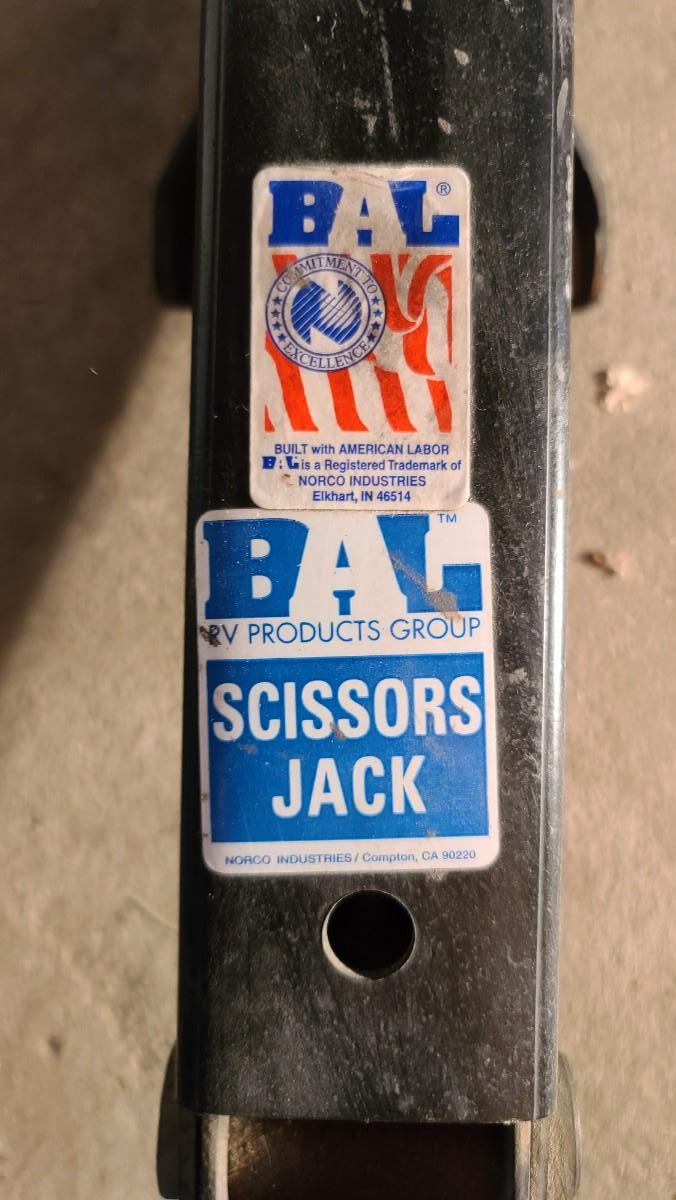 BAL®
COMMITMENT TO
EXCELLENCE
BUILT with AMERICAN LABOR
BAL is a Registered Trademark of
NORCO INDUSTRIES
Elkhart, IN 46514
BAL™
RV PRODUCTS GROUP
SCISSORS
JACK
NORCO INDUSTRIES / Compton, CA 90220